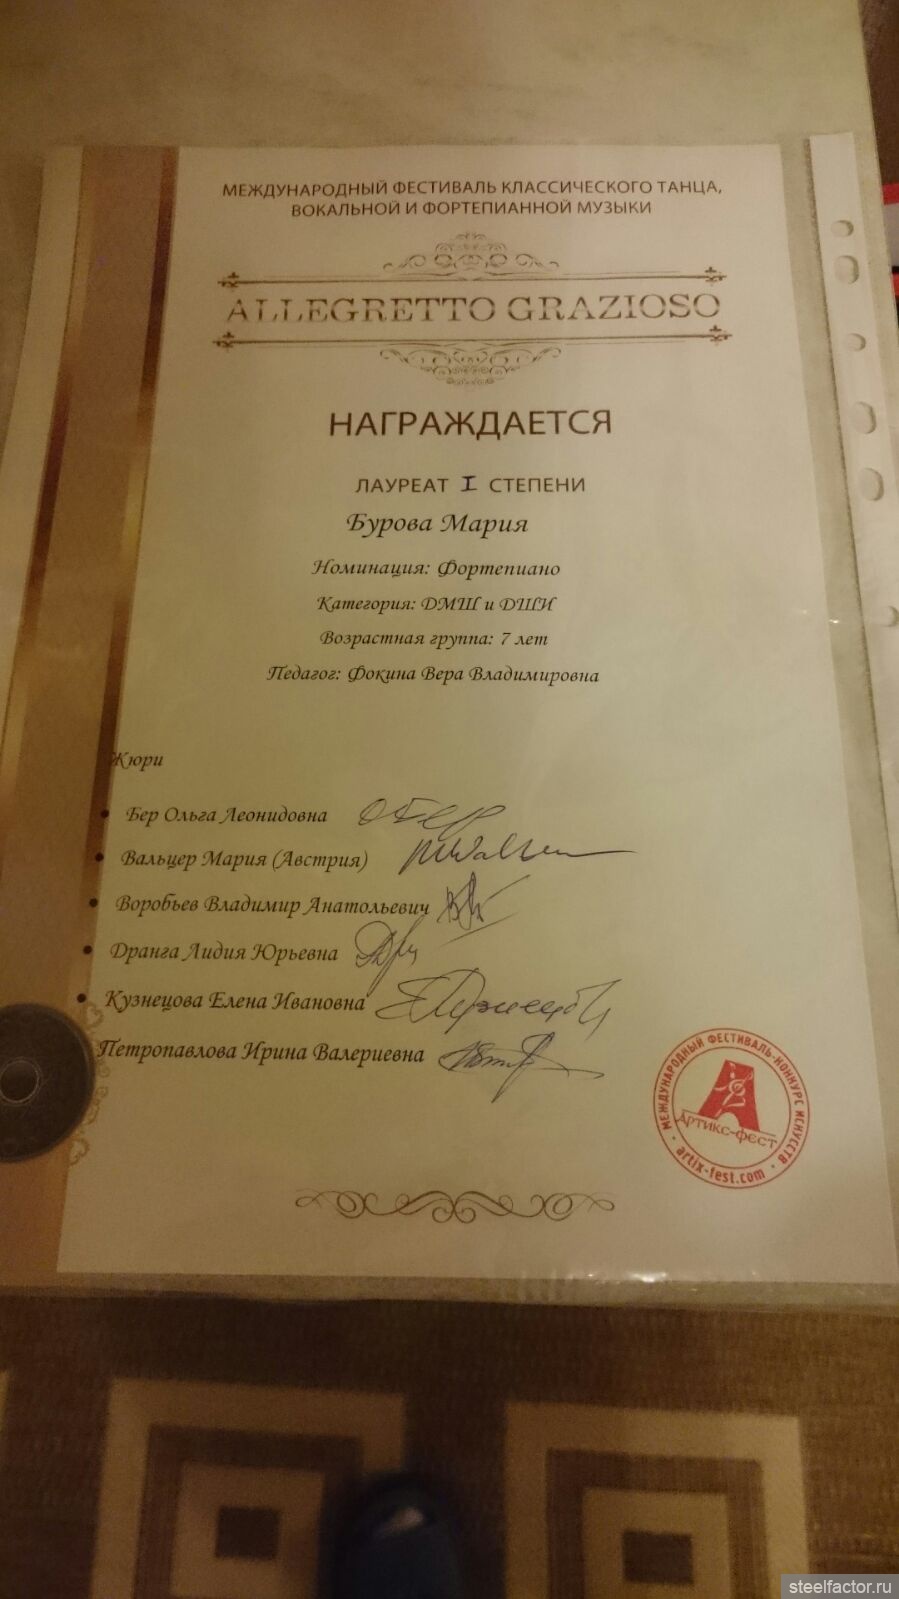 МЕЖДУНАРОДНЫЙ ФЕСТИВАЛЬ КЛАССИЧЕСКОГО ТАНЦА,
ВОКАЛЬНОЙ И ФОРТЕПИАННОЙ МУЗЫКИ
ALLEGRETTO GRAZIOSO
НАГРАЖДАЕТСЯ
ЛАУРЕАТ I СТЕПЕНИ
Бурова Мария
Номинация: Фортепиано
Категория: ДМШ и ДШИ
Возрастная группа: 7 лет
Педагог: Фокина Вера Владимировна
Жюри
• Бер Ольга Леонидовна
• Вальцер Мария (Австрия)
• Воробьев Владимир Анатольевич
• Дранга Лидия Юрьевна
• Кузнецова Елена Ивановна
Петропавлова Ирина Валериевна
МЕЖДУНАРОДНЫЙ ФЕСТИВАЛЬ-КОНКУРС ИСКУССТВ
Артикс-фест
artix-fest.com
steelfactor.ru